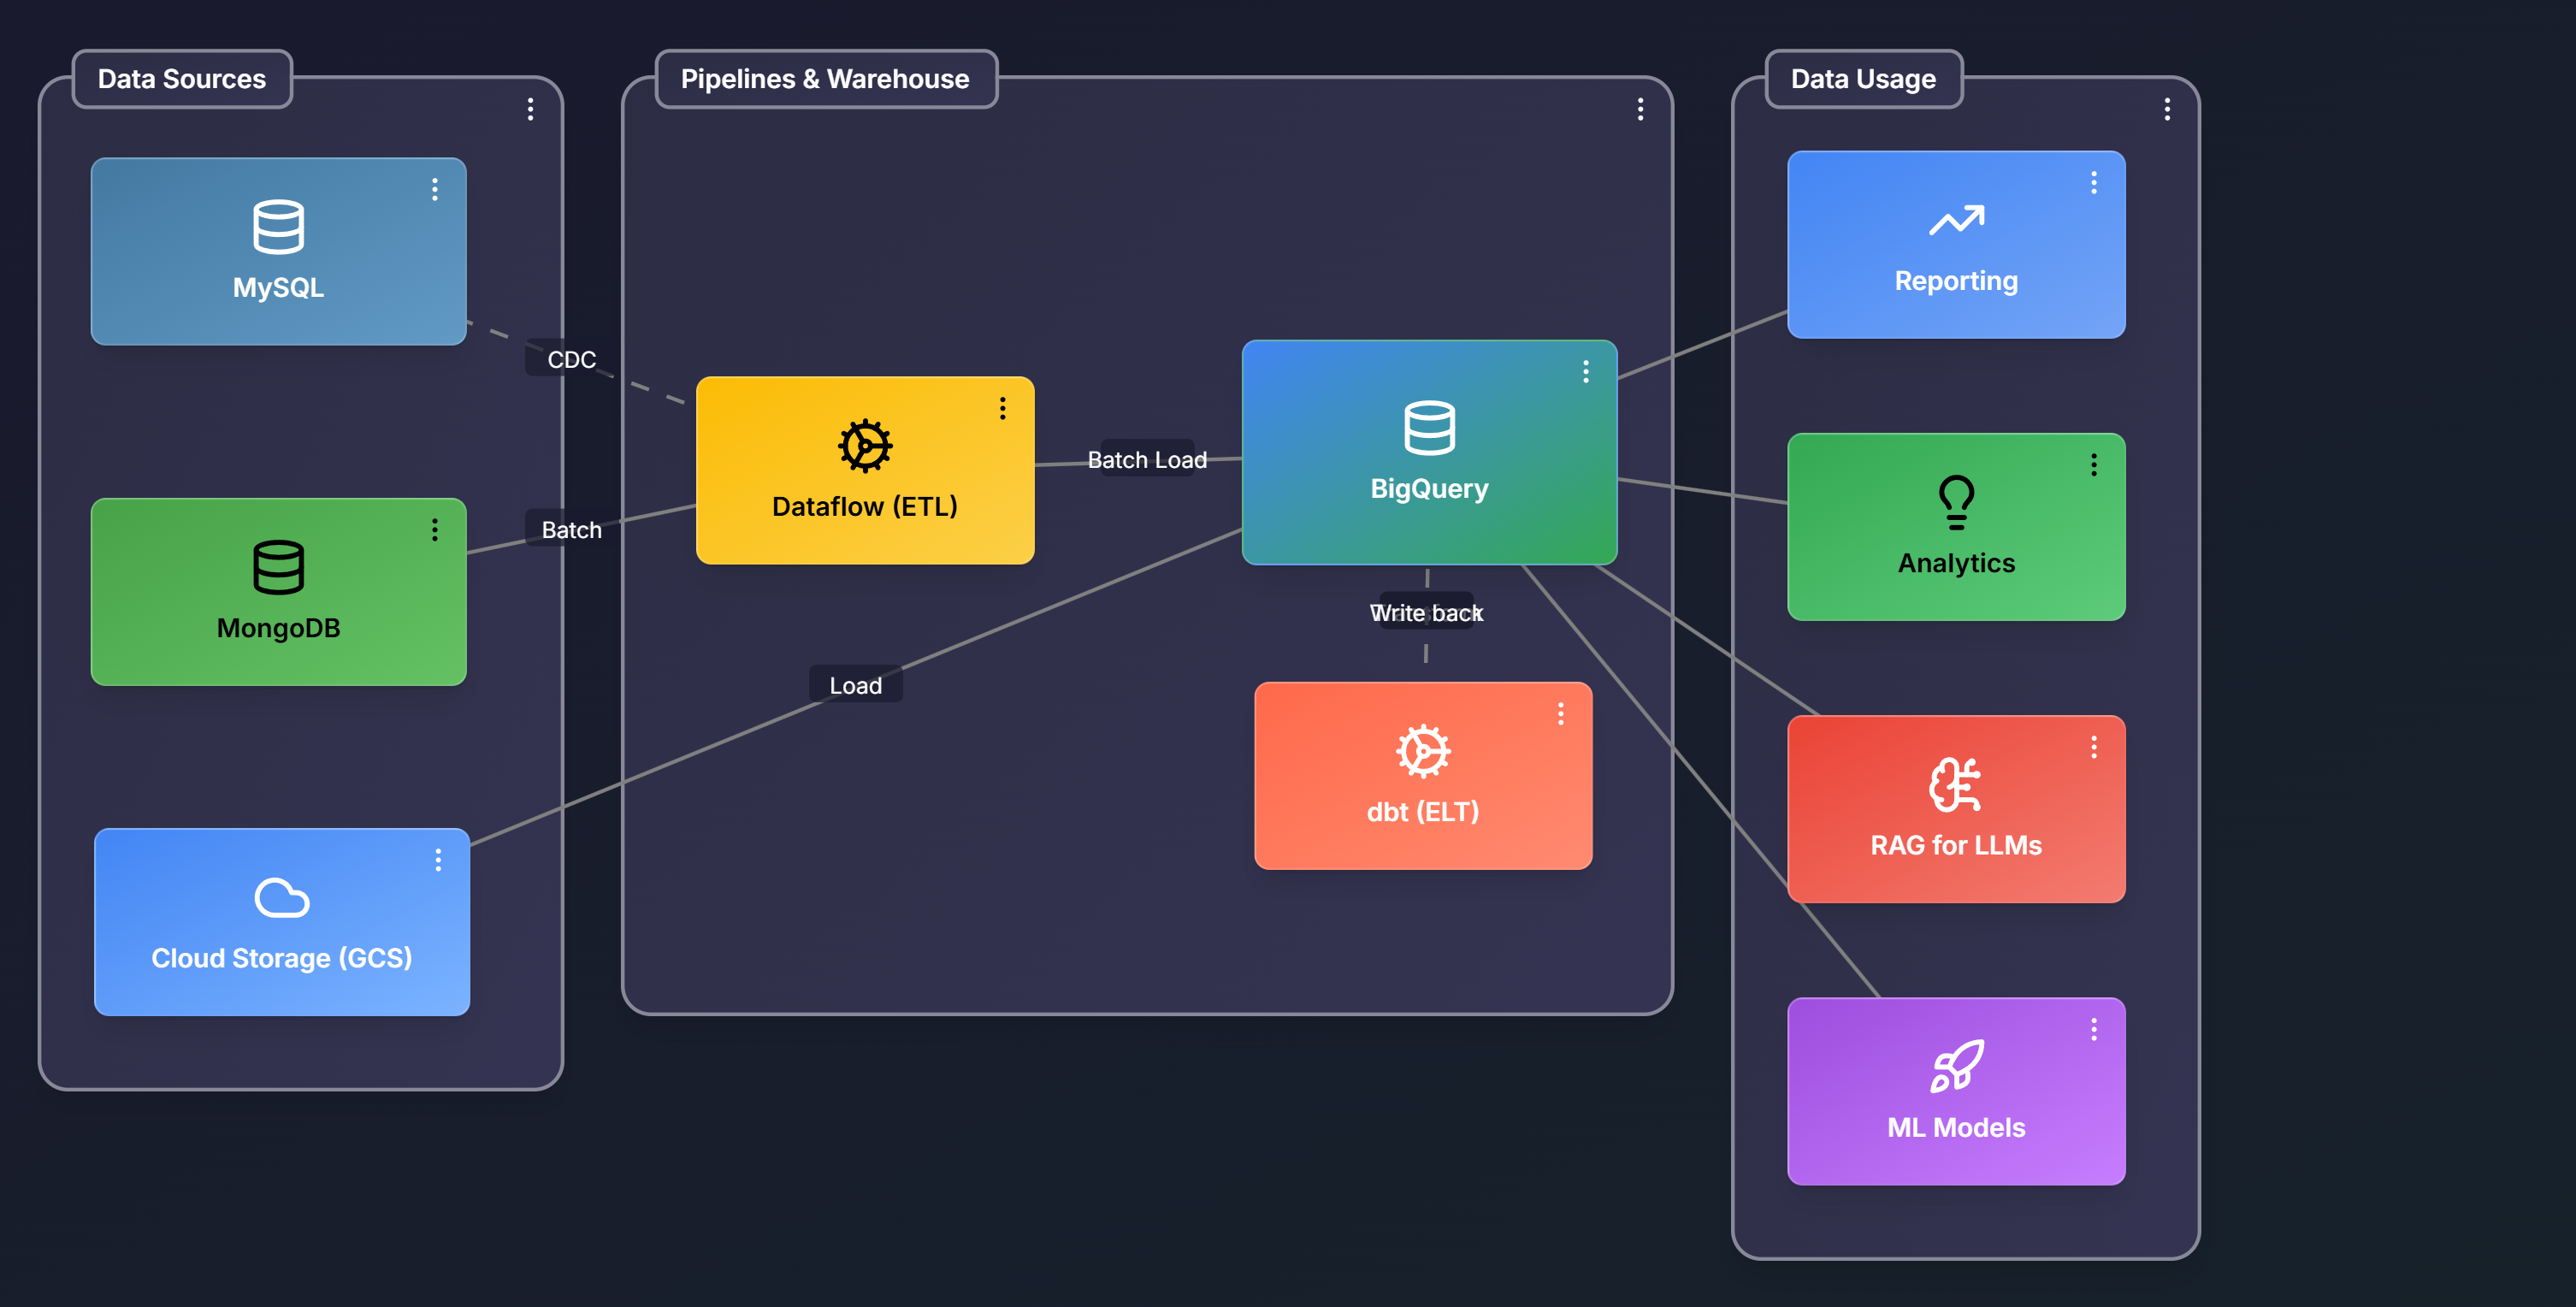 Data Sources
MySQL
MongoDB
Cloud Storage (GCS)
CDC
Batch
Load
Pipelines & Warehouse
Dataflow (ETL)
Batch Load
BigQuery
Write back
dbt (ELT)
Data Usage
Reporting
Analytics
RAG for LLMs
ML Models